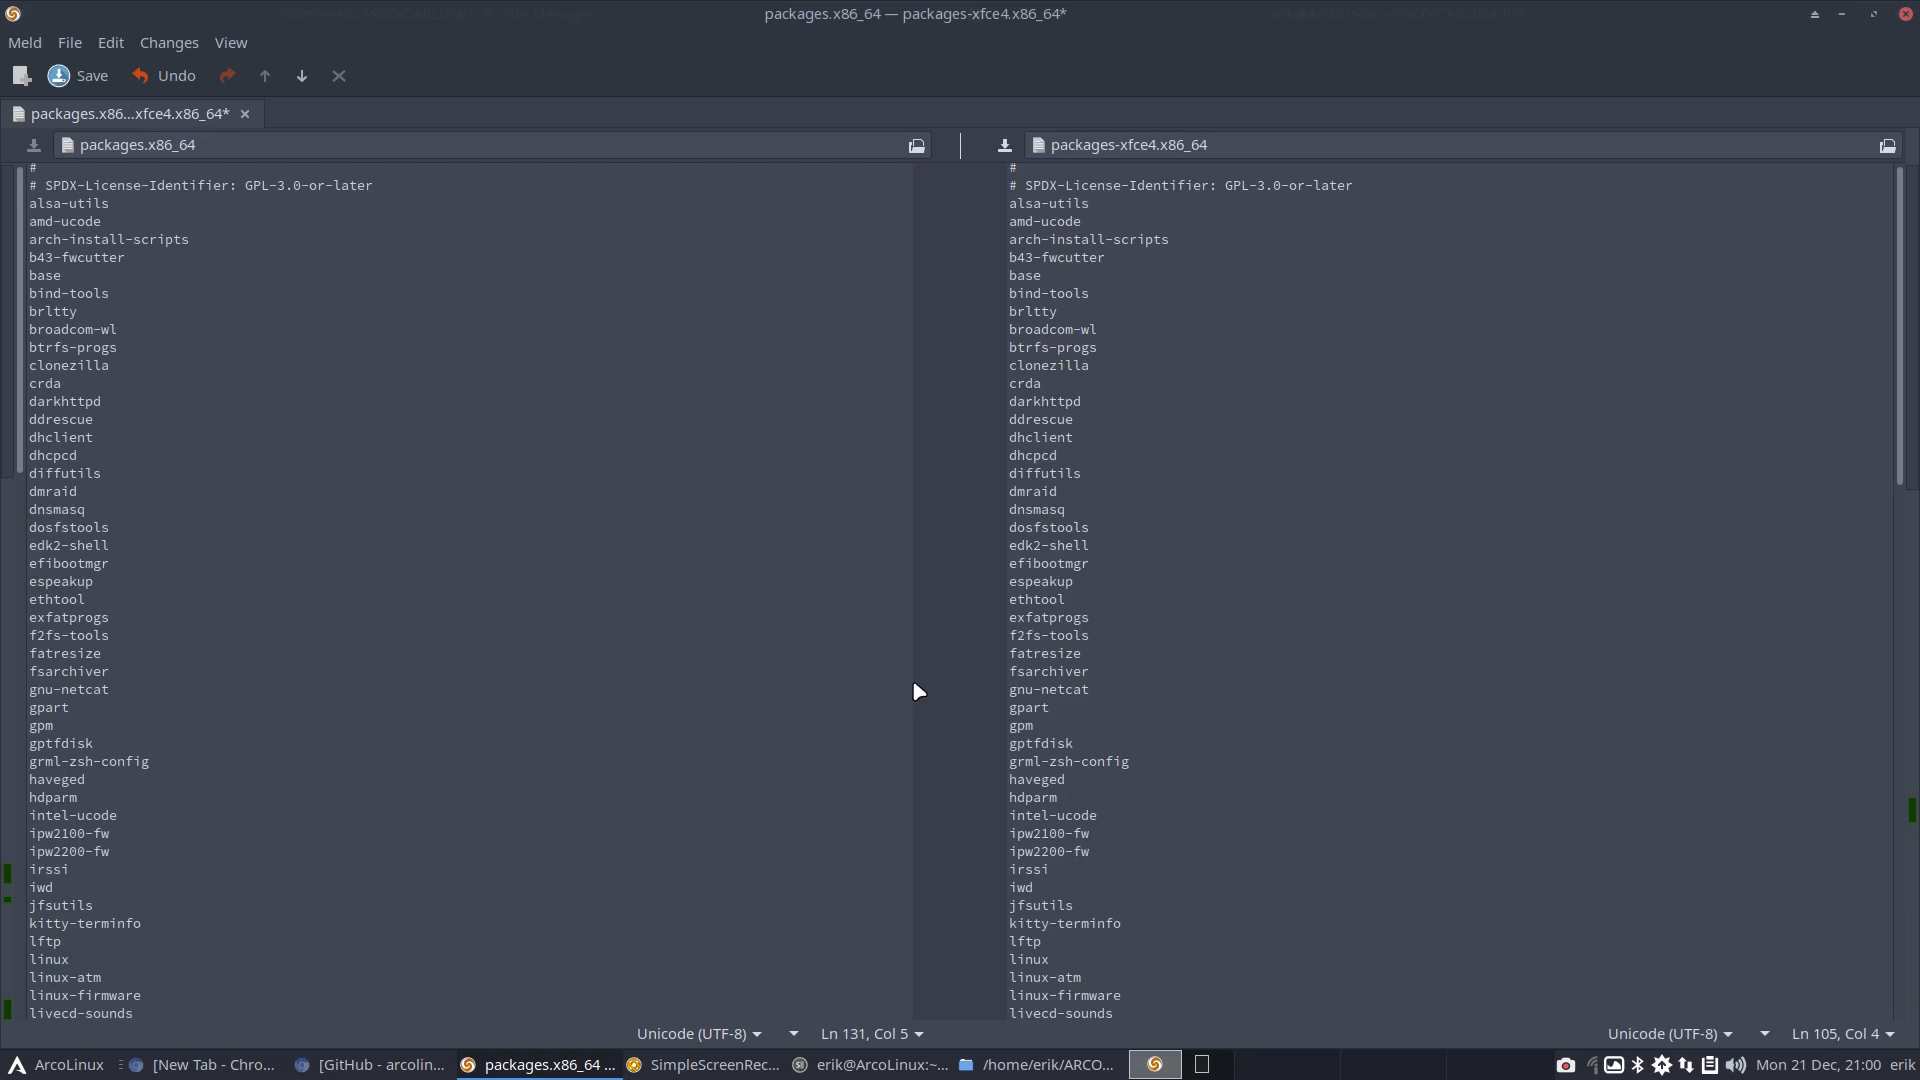 packages.x86_64 — packages-xfce4.x86_64*
Meld File Edit Changes View
Save Undo
packages.x86...xfce4.x86_64*
packages.x86_64
#
# SPDX-License-Identifier: GPL-3.0-or-later
alsa-utils
amd-ucode
arch-install-scripts
b43-fwcutter
base
bind-tools
brltty
broadcom-wl
btrfs-progs
clonezilla
crda
darkhttpd
ddrescue
dhclient
dhcpcd
diffutils
dmraid
dnsmasq
dosfstools
edk2-shell
efibootmgr
espeakup
ethtool
exfatprogs
f2fs-tools
fatresize
fsarchiver
gnu-netcat
gpart
gpm
gptfdisk
grml-zsh-config
haveged
hdparm
intel-ucode
ipw2100-fw
ipw2200-fw
irssi
iwd
jfsutils
kitty-terminfo
lftp
linux
linux-atm
linux-firmware
livecd-sounds
Unicode (UTF-8) Ln 131, Col 5
packages-xfce4.x86_64
#
# SPDX-License-Identifier: GPL-3.0-or-later
alsa-utils
amd-ucode
arch-install-scripts
b43-fwcutter
base
bind-tools
brltty
broadcom-wl
btrfs-progs
clonezilla
crda
darkhttpd
ddrescue
dhclient
dhcpcd
diffutils
dmraid
dnsmasq
dosfstools
edk2-shell
efibootmgr
espeakup
ethtool
exfatprogs
f2fs-tools
fatresize
fsarchiver
gnu-netcat
gpart
gpm
gptfdisk
grml-zsh-config
haveged
hdparm
intel-ucode
ipw2100-fw
ipw2200-fw
irssi
iwd
jfsutils
kitty-terminfo
lftp
linux
linux-atm
linux-firmware
livecd-sounds
Unicode (UTF-8) Ln 105, Col 4
ArcoLinux [New Tab - Chro... [GitHub - arcolin... packages.x86_64 ... SimpleScreenRec... erik@ArcoLinux:~... /home/erik/ARCO... Mon 21 Dec, 21:00 erik